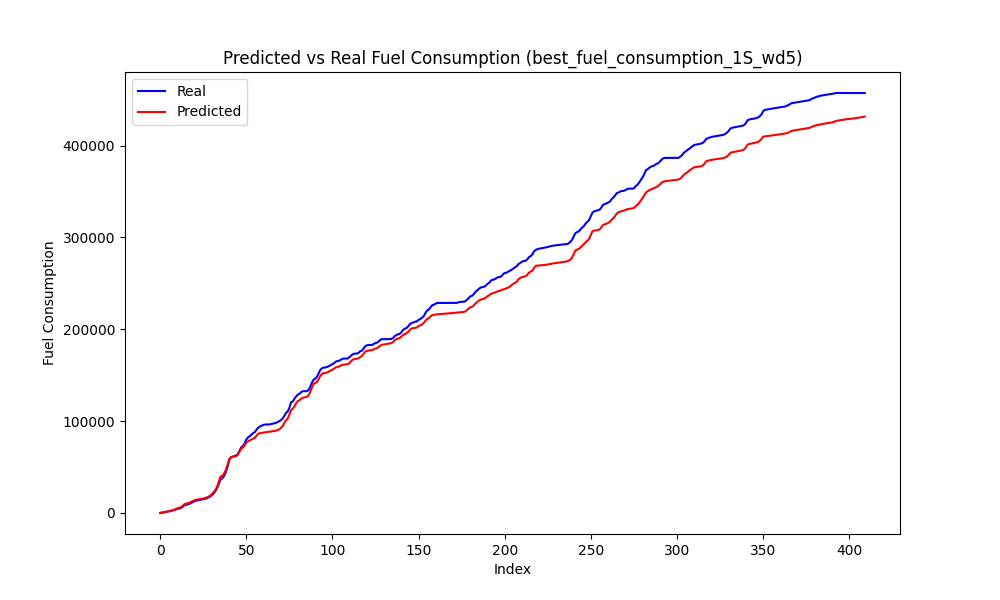 Predicted vs Real Fuel Consumption (best_fuel_consumption_1S_wd5)
Real
Predicted
400000
300000
200000
100000
0
Fuel Consumption
0 50 100 150 200 250 300 350 400
Index